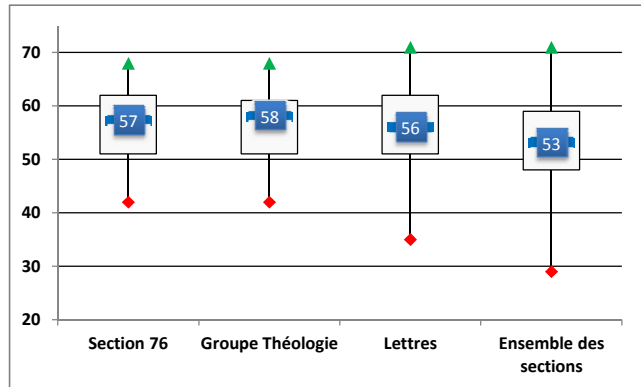 70
60
50
40
30
20
57
58
56
53
Section 76
Groupe Théologie
Lettres
Ensemble des
sections